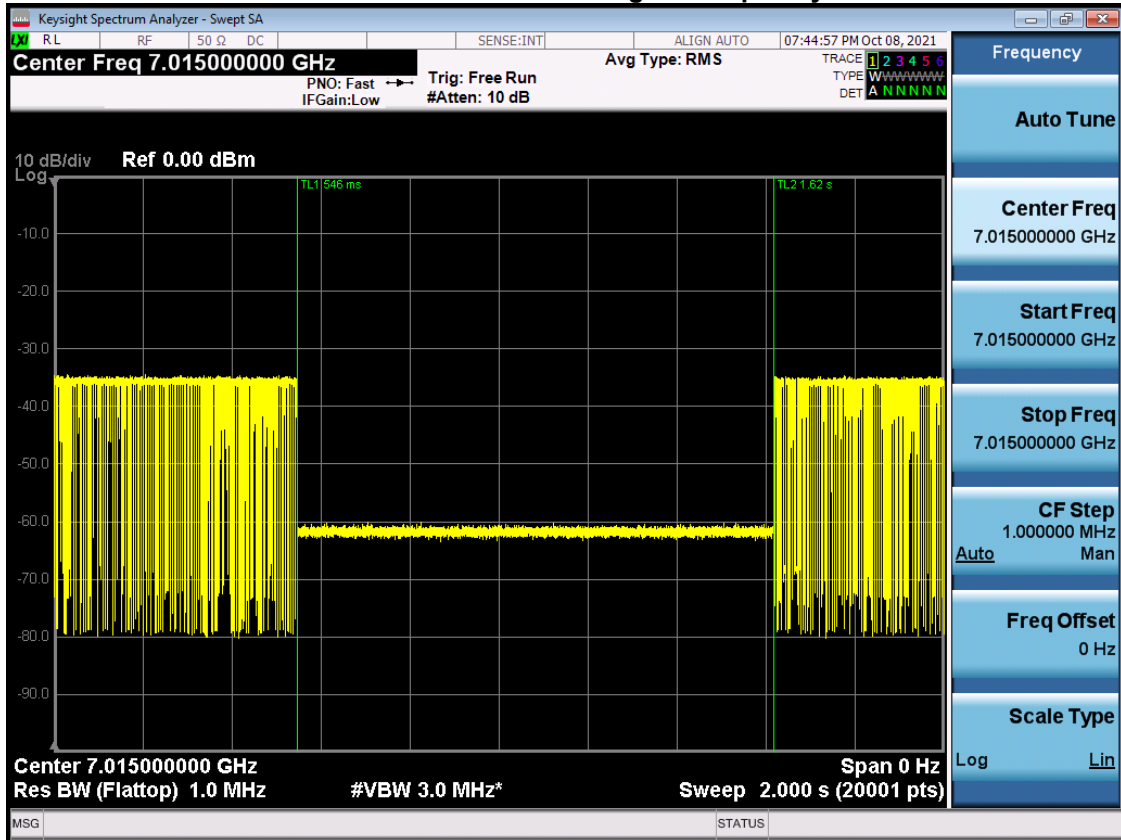 Keysight Spectrum Analyzer - Swept SA
LXI RL RF 50 Ω DC SENSE:INT ALIGN AUTO 07:44:57 PM Oct 08, 2021
Center Freq 7.015000000 GHz
PNO: Fast
IFGain:Low
Trig: Free Run
#Atten: 10 dB
Avg Type: RMS
TRACE 1 2 3 4 5 6
TYPE WWWWWW
DET A N N N N N
10 dB/div Ref 0.00 dBm
Log
TL1 546 ms
TL2 1.62 s
-10.0
-20.0
-30.0
-40.0
-50.0
-60.0
-70.0
-80.0
-90.0
Center 7.015000000 GHz
Span 0 Hz
Res BW (Flattop) 1.0 MHz
#VBW 3.0 MHz*
Sweep 2.000 s (20001 pts)
MSG
STATUS
Frequency
Auto Tune
Center Freq
7.015000000 GHz
Start Freq
7.015000000 GHz
Stop Freq
7.015000000 GHz
CF Step
1.000000 MHz
Auto Man
Freq Offset
0 Hz
Scale Type
Log Lin